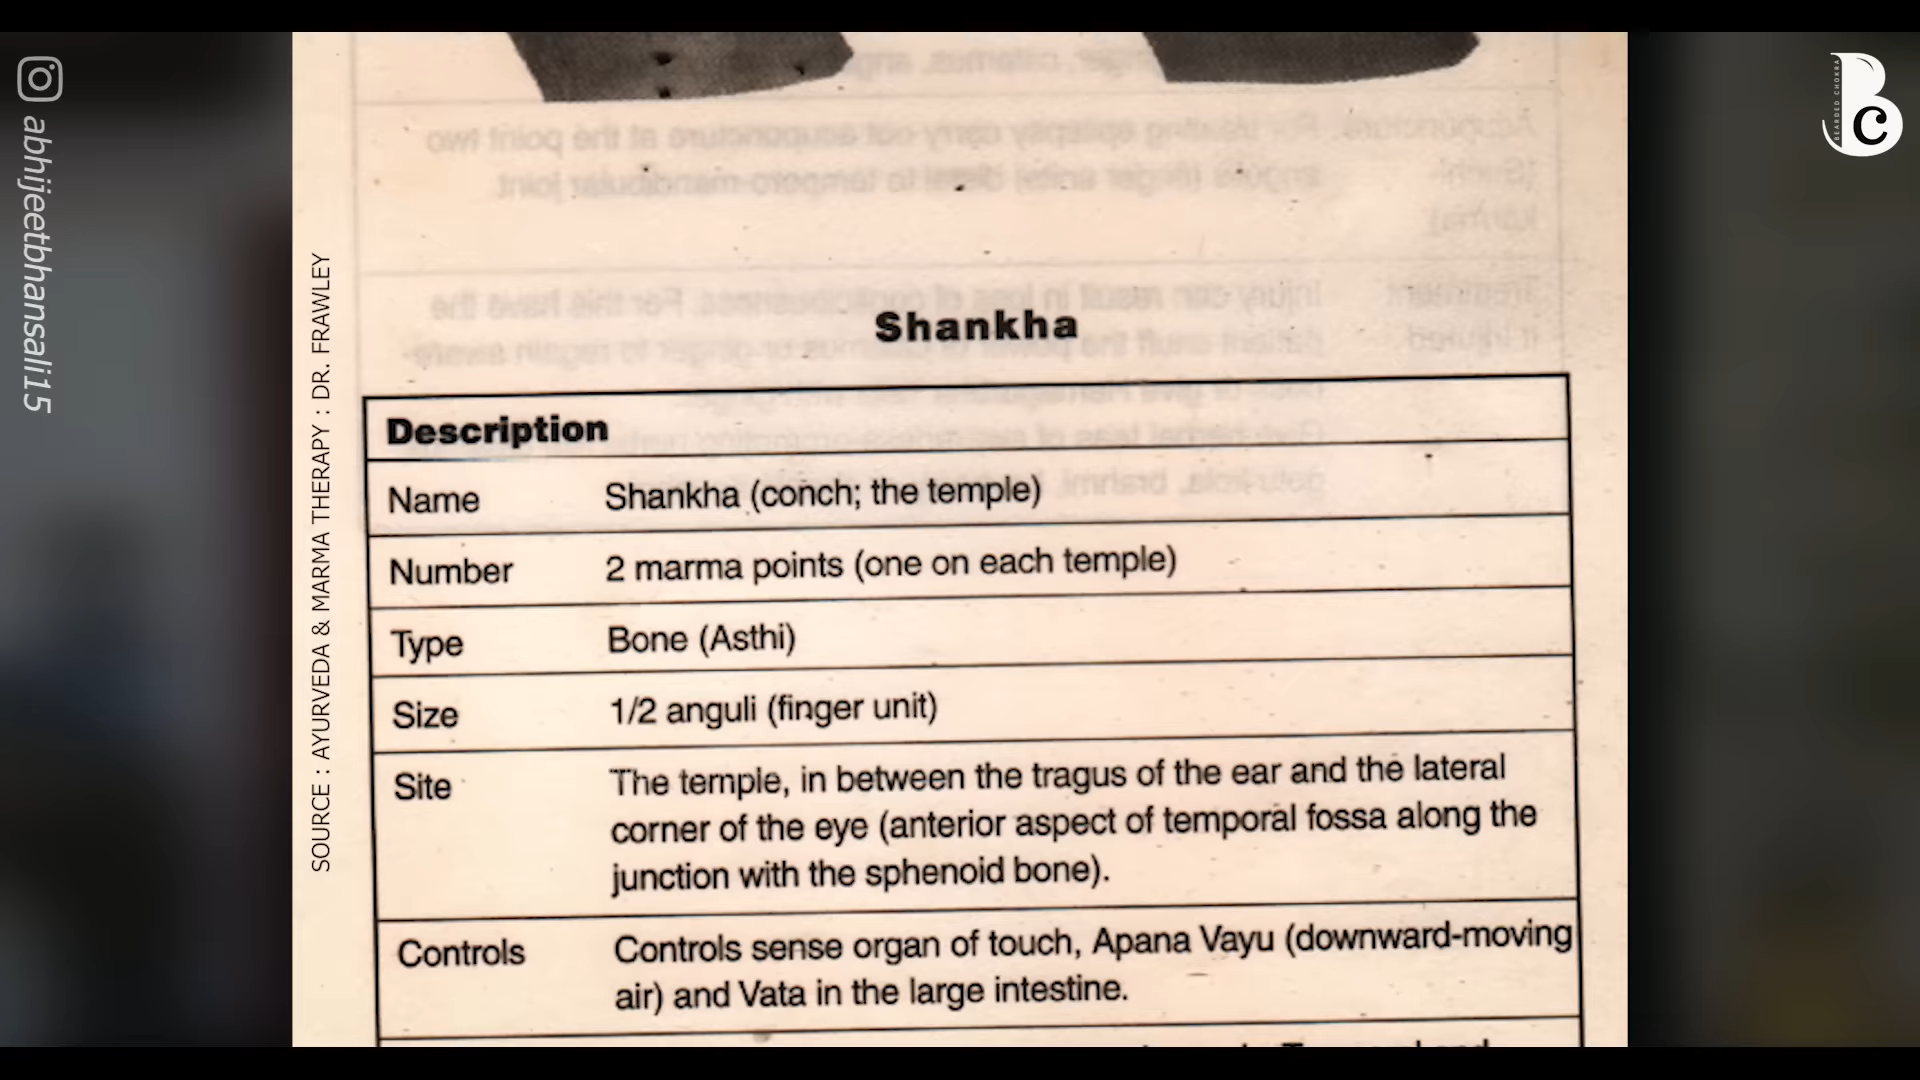 abhijeetbhansali15
BEARDED CHOKRA
BC
SOURCE : AYURVEDA & MARMA THERAPY : DR. FRAWLEY
Shankha
Description
Name Shankha (conch; the temple)
Number 2 marma points (one on each temple)
Type Bone (Asthi)
Size 1/2 anguli (finger unit)
Site The temple, in between the tragus of the ear and the lateral
corner of the eye (anterior aspect of temporal fossa along the
junction with the sphenoid bone).
Controls Controls sense organ of touch, Apana Vayu (downward-moving
air) and Vata in the large intestine.